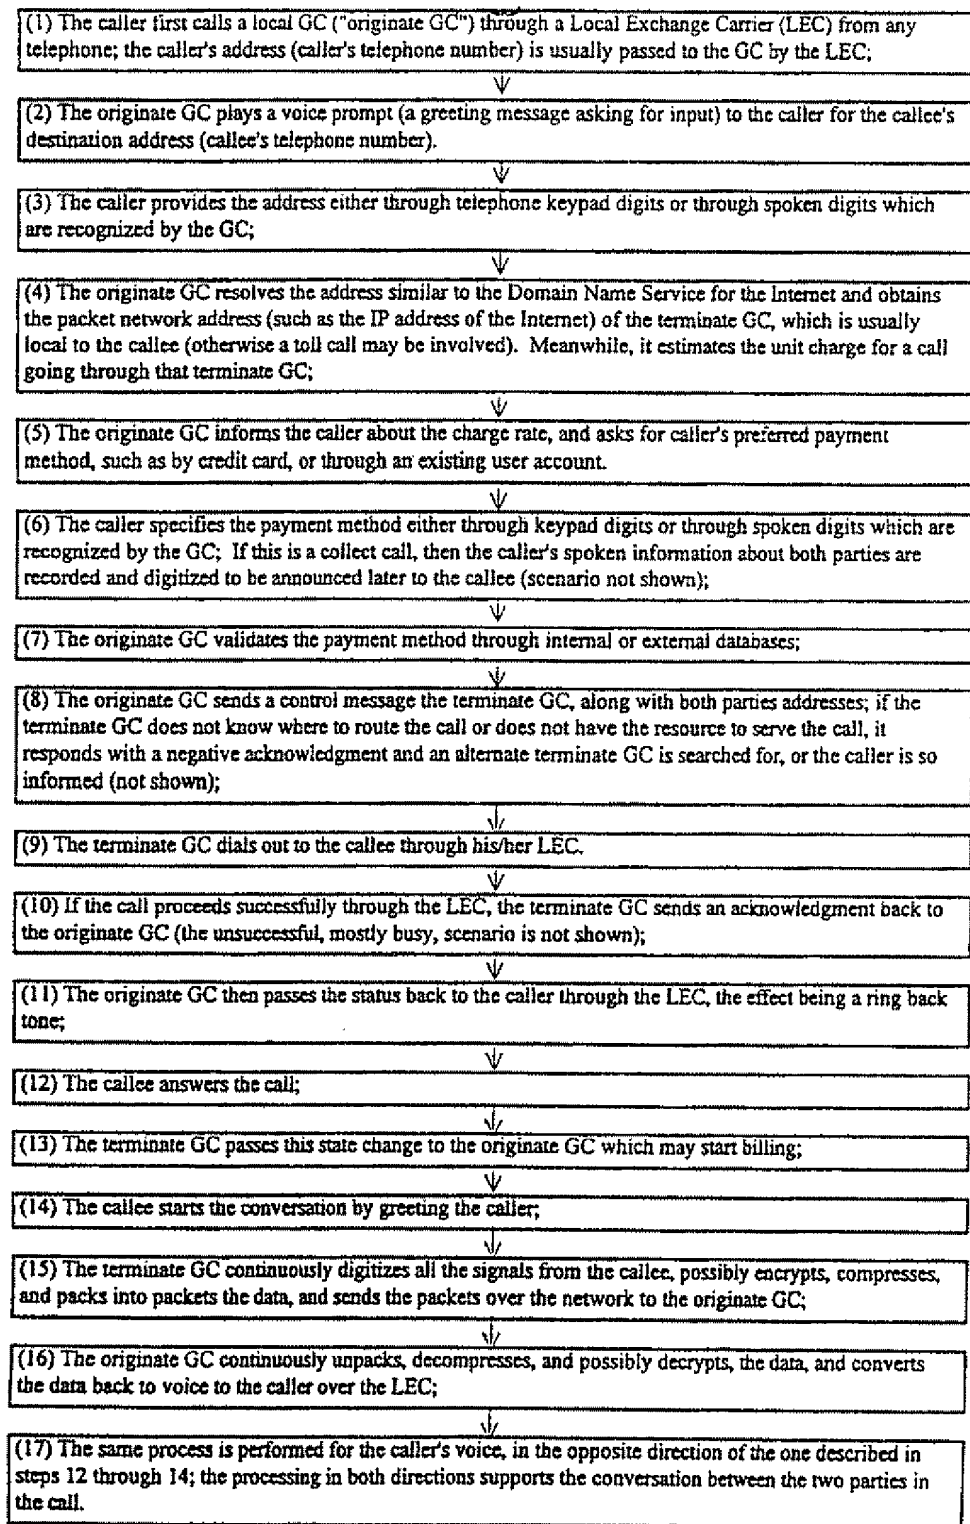 (1) The caller first calls a local GC ("originate GC") through a Local Exchange Carrier (LEC) from any
telephone; the caller's address (caller's telephone number) is usually passed to the GC by the LEC;
(2) The originate GC plays a voice prompt (a greeting message asking for input) to the caller for the callee's
destination address (callee's telephone number).
(3) The caller provides the address either through telephone keypad digits or through spoken digits which
are recognized by the GC;
(4) The originate GC resolves the address similar to the Domain Name Service for the Internet and obtains
the packet network address (such as the IP address of the Internet) of the terminate GC, which is usually
local to the callee (otherwise a toll call may be involved). Meanwhile, it estimates the unit charge for a call
going through that terminate GC;
(5) The originate GC informs the caller about the charge rate, and asks for caller's preferred payment
method, such as by credit card, or through an existing user account.
(6) The caller specifies the payment method either through keypad digits or through spoken digits which are
recognized by the GC; If this is a collect call, then the caller's spoken information about both parties are
recorded and digitized to be announced later to the callee (scenario not shown);
(7) The originate GC validates the payment method through internal or external databases;
(8) The originate GC sends a control message the terminate GC, along with both parties addresses; if the
terminate GC does not know where to route the call or does not have the resource to serve the call, it
responds with a negative acknowledgment and an alternate terminate GC is searched for, or the caller is so
informed (not shown);
(9) The terminate GC dials out to the callee through his/her LEC.
(10) If the call proceeds successfully through the LEC, the terminate GC sends an acknowledgment back to
the originate GC (the unsuccessful, mostly busy, scenario is not shown);
(11) The originate GC then passes the status back to the caller through the LEC, the effect being a ring back
tone;
(12) The callee answers the call;
(13) The terminate GC passes this state change to the originate GC which may start billing;
(14) The callee starts the conversation by greeting the caller;
(15) The terminate GC continuously digitizes all the signals from the callee, possibly encrypts, compresses,
and packs into packets the data, and sends the packets over the network to the originate GC;
(16) The originate GC continuously unpacks, decompresses, and possibly decrypts, the data, and converts
the data back to voice to the caller over the LEC;
(17) The same process is performed for the caller's voice, in the opposite direction of the one described in
steps 12 through 14; the processing in both directions supports the conversation between the two parties in
the call.